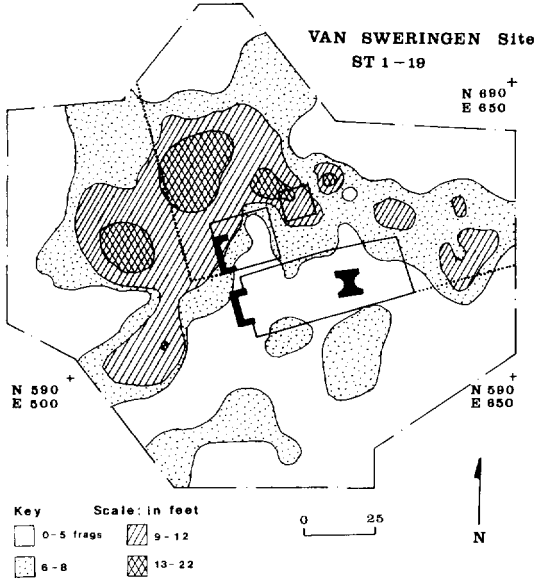 VAN SWERINGEN Site
ST 1-19
N 690
E 650
N 590
E 500
N 590
E 650
Key
Scale: in feet
0-5 frags
9-12
6-8
13-22
0 25
N